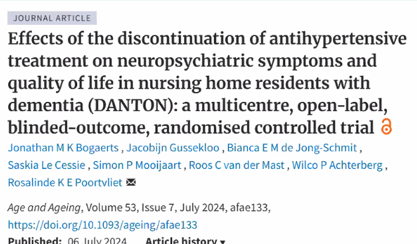 JOURNAL ARTICLE
Effects of the discontinuation of antihypertensive
treatment on neuropsychiatric symptoms and
quality of life in nursing home residents with
dementia (DANTON): a multicentre, open-label,
blinded-outcome, randomised controlled trial
Jonathan M K Bogaerts, Jacobijn Gussekloo, Bianca E M de Jong-Schmit,
Saskia Le Cessie, Simon P Mooijaart, Roos C van der Mast, Wilco P Achterberg,
Rosalinde K E Poortvliet
Age and Ageing, Volume 53, Issue 7, July 2024, afae133,
https://doi.org/10.1093/ageing/afae133
Published: 06 July 2024 Article history